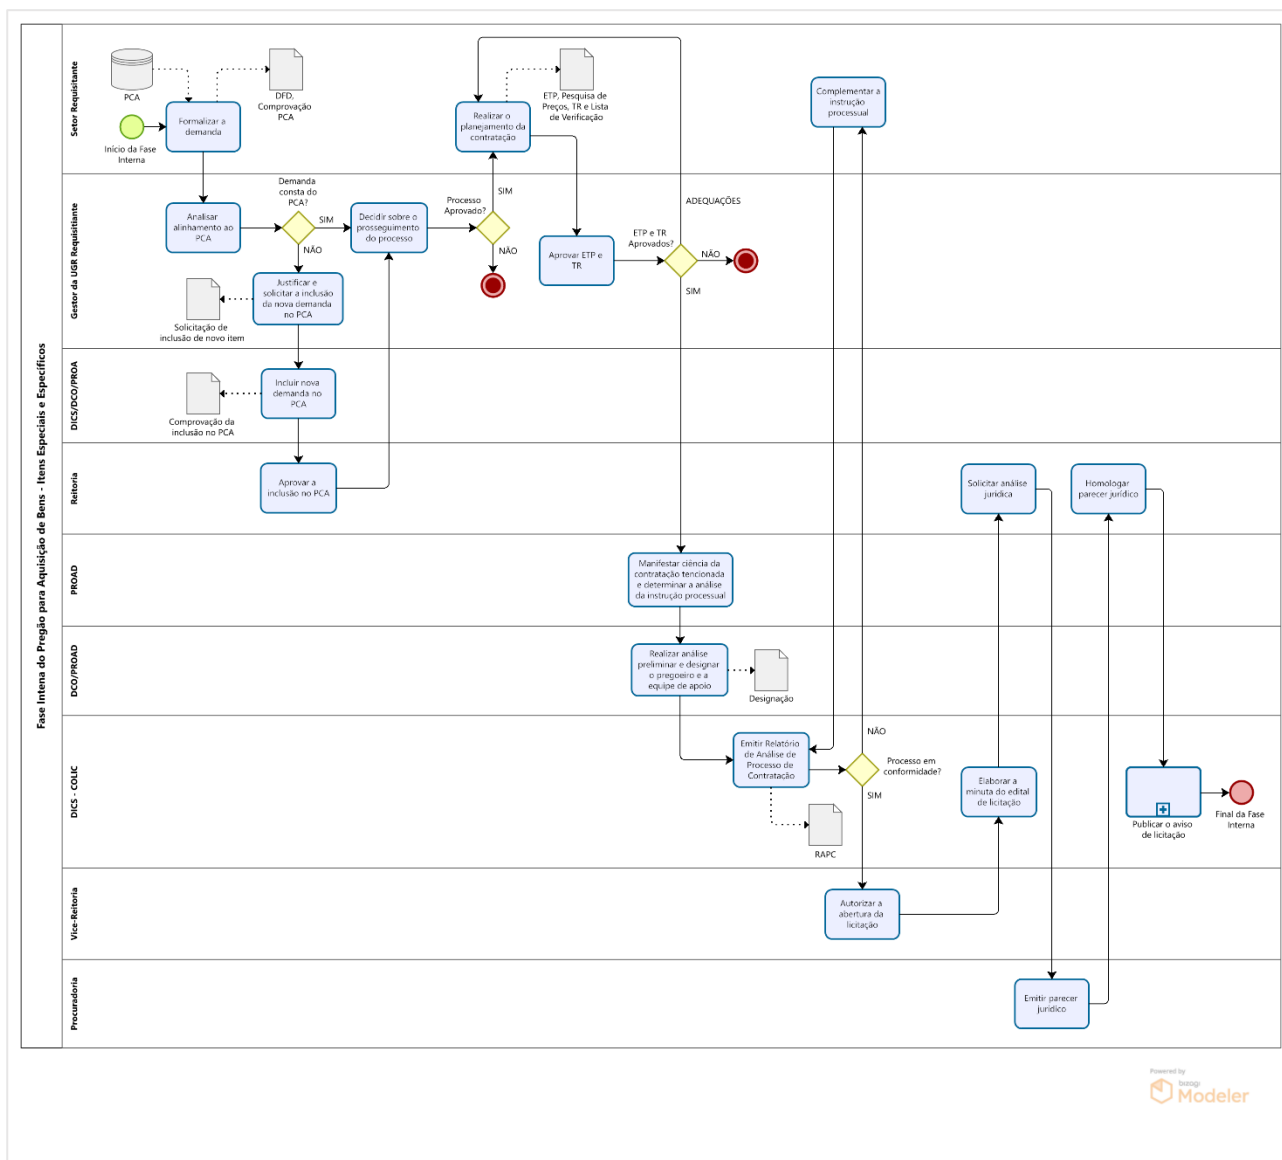 Fase Intena do Pregão para Aquisição de Bens - Itens Especiais e Específicos
Setor Requisitante
PCA
DFD,
Comprovação
PCA
Início da Fase
Interna
Formalizar a
demanda
ETP, Pesquisa de
Preços, TR e Lista
de Verificação
Realizar o
planejamento da
contratação
Complementar a
instrução
processual
Gestor da UGR Requisitiante
Analisar
alinhamento ao
PCA
Demanda
consta do
PCA?
SIM
NÃO
Decidir sobre o
prosseguimento
do processo
Processo
Aprovado?
SIM
NÃO
Aprovar ETP e
TR
ETP e TR
Aprovados?
ADEQUAÇÕES
NÃO
SIM
Justificar e
solicitar a inclusão
da nova demanda
no PCA
Solicitação de
inclusão de novo item
DICS/DCO/PROA
Incluir nova
demanda no
PCA
Comprovação da
inclusão no PCA
Reitoria
Aprovar a
inclusão no PCA
Solicitar análise
jurídica
Homologar
parecer jurídico
PROAD
Manifestar ciência da
contratação tencionada
e determinar a análise
da instrução processual
DCO/PROAD
Realizar análise
preliminar e designar
o pregoeiro e a
equipe de apoio
Designação
DICS - COLIC
Emitir Relatório
de Análise de
Processo de
Contratação
RAPC
NÃO
Processo em
conformidade?
SIM
Elaborar a
minuta do edital
de licitação
Publicar o aviso
de licitação
Final da Fase
Interna
Vice-Reitoria
Autorizar a
abertura da
licitação
Procuradoria
Emitir parecer
jurídico
Powered by
bizagi
Modeler